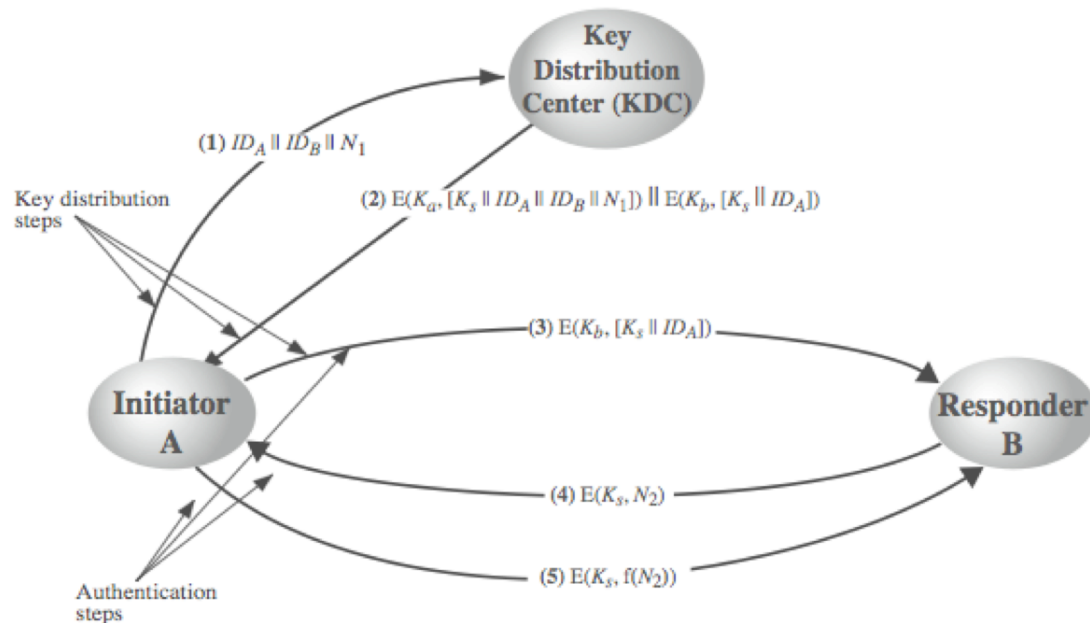 Key
Distribution
Center (KDC)
(1) ID_A || ID_B || N_1
Key distribution
steps
(2) E(K_a, [K_s || ID_A || ID_B || N_1]) || E(K_b, [K_s || ID_A])
(3) E(K_b, [K_s || ID_A])
Initiator
A
Responder
B
(4) E(K_s, N_2)
(5) E(K_s, f(N_2))
Authentication
steps